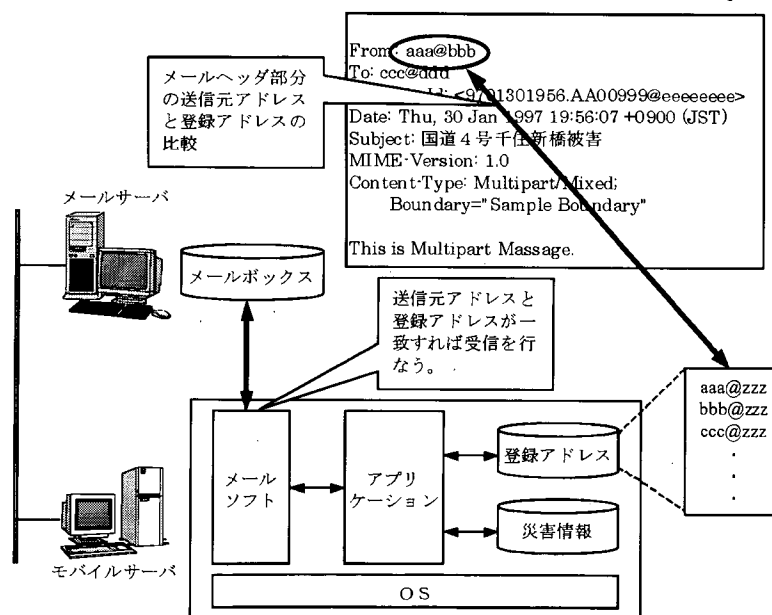 From: aaa@bbb
To: ccc@ddd
Id: <9701301956.AA00999@eeeeeeee>
Date: Thu, 30 Jan 1997 19:56:07 +0900 (JST)
Subject: 国道4号千住新橋被害
MIME-Version: 1.0
Content-Type: Multipart/Mixed;
Boundary="Sample Boundary"
This is Multipart Massage.
メールヘッダ部分
の送信元アドレス
と登録アドレスの
比較
メールサーバ
メールボックス
送信元アドレスと
登録アドレスが一
致すれば受信を行
なう。
aaa@zzz
bbb@zzz
ccc@zzz
.
.
.
メール
ソフト
アプリ
ケーション
登録アドレス
災害情報
モバイルサーバ
OS